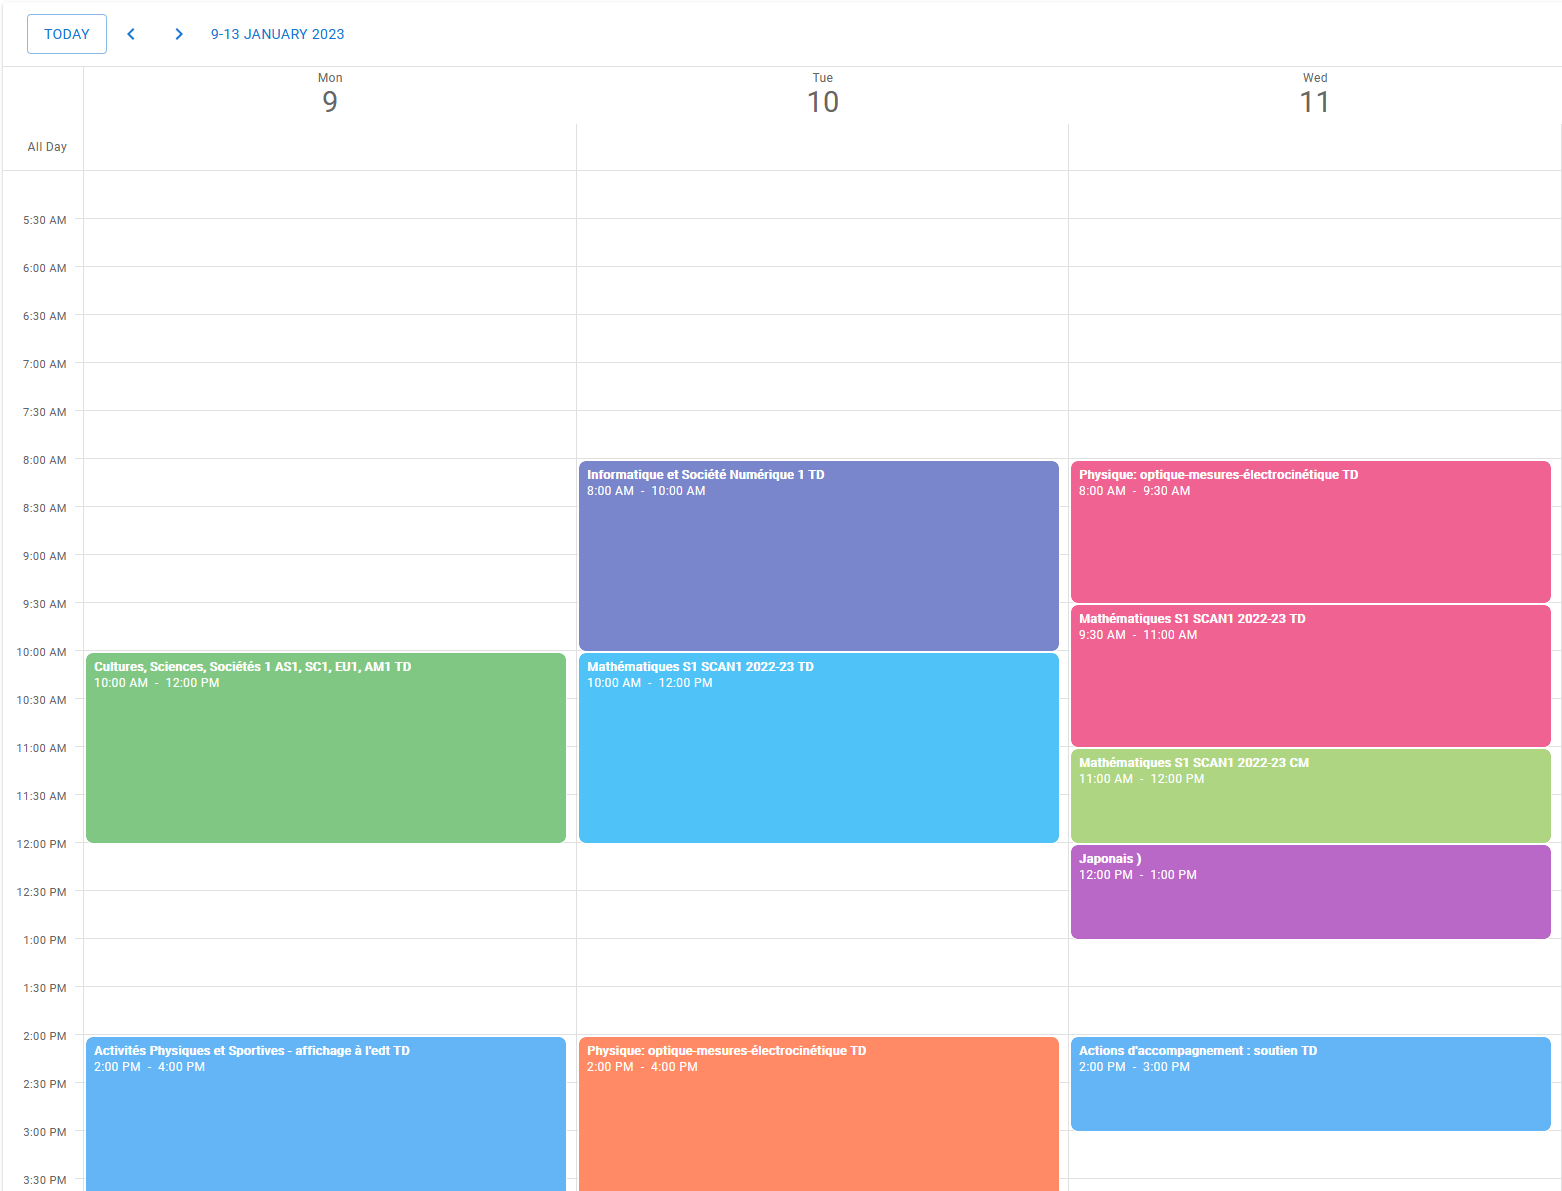 TODAY
9-13 JANUARY 2023
Mon
9
Tue
10
Wed
11
All Day
5:30 AM
6:00 AM
6:30 AM
7:00 AM
7:30 AM
8:00 AM
Informatique et Société Numérique 1 TD
8:00 AM - 10:00 AM
Physique: optique-mesures-électrocinétique TD
8:00 AM - 9:30 AM
8:30 AM
9:00 AM
9:30 AM
Mathématiques S1 SCAN1 2022-23 TD
9:30 AM - 11:00 AM
10:00 AM
Cultures, Sciences, Sociétés 1 AS1, SC1, EU1, AM1 TD
10:00 AM - 12:00 PM
Mathématiques S1 SCAN1 2022-23 TD
10:00 AM - 12:00 PM
10:30 AM
11:00 AM
Mathématiques S1 SCAN1 2022-23 CM
11:00 AM - 12:00 PM
11:30 AM
12:00 PM
Japonais )
12:00 PM - 1:00 PM
12:30 PM
1:00 PM
1:30 PM
2:00 PM
Activités Physiques et Sportives - affichage à l'edt TD
2:00 PM - 4:00 PM
Physique: optique-mesures-électrocinétique TD
2:00 PM - 4:00 PM
Actions d'accompagnement : soutien TD
2:00 PM - 3:00 PM
2:30 PM
3:00 PM
3:30 PM